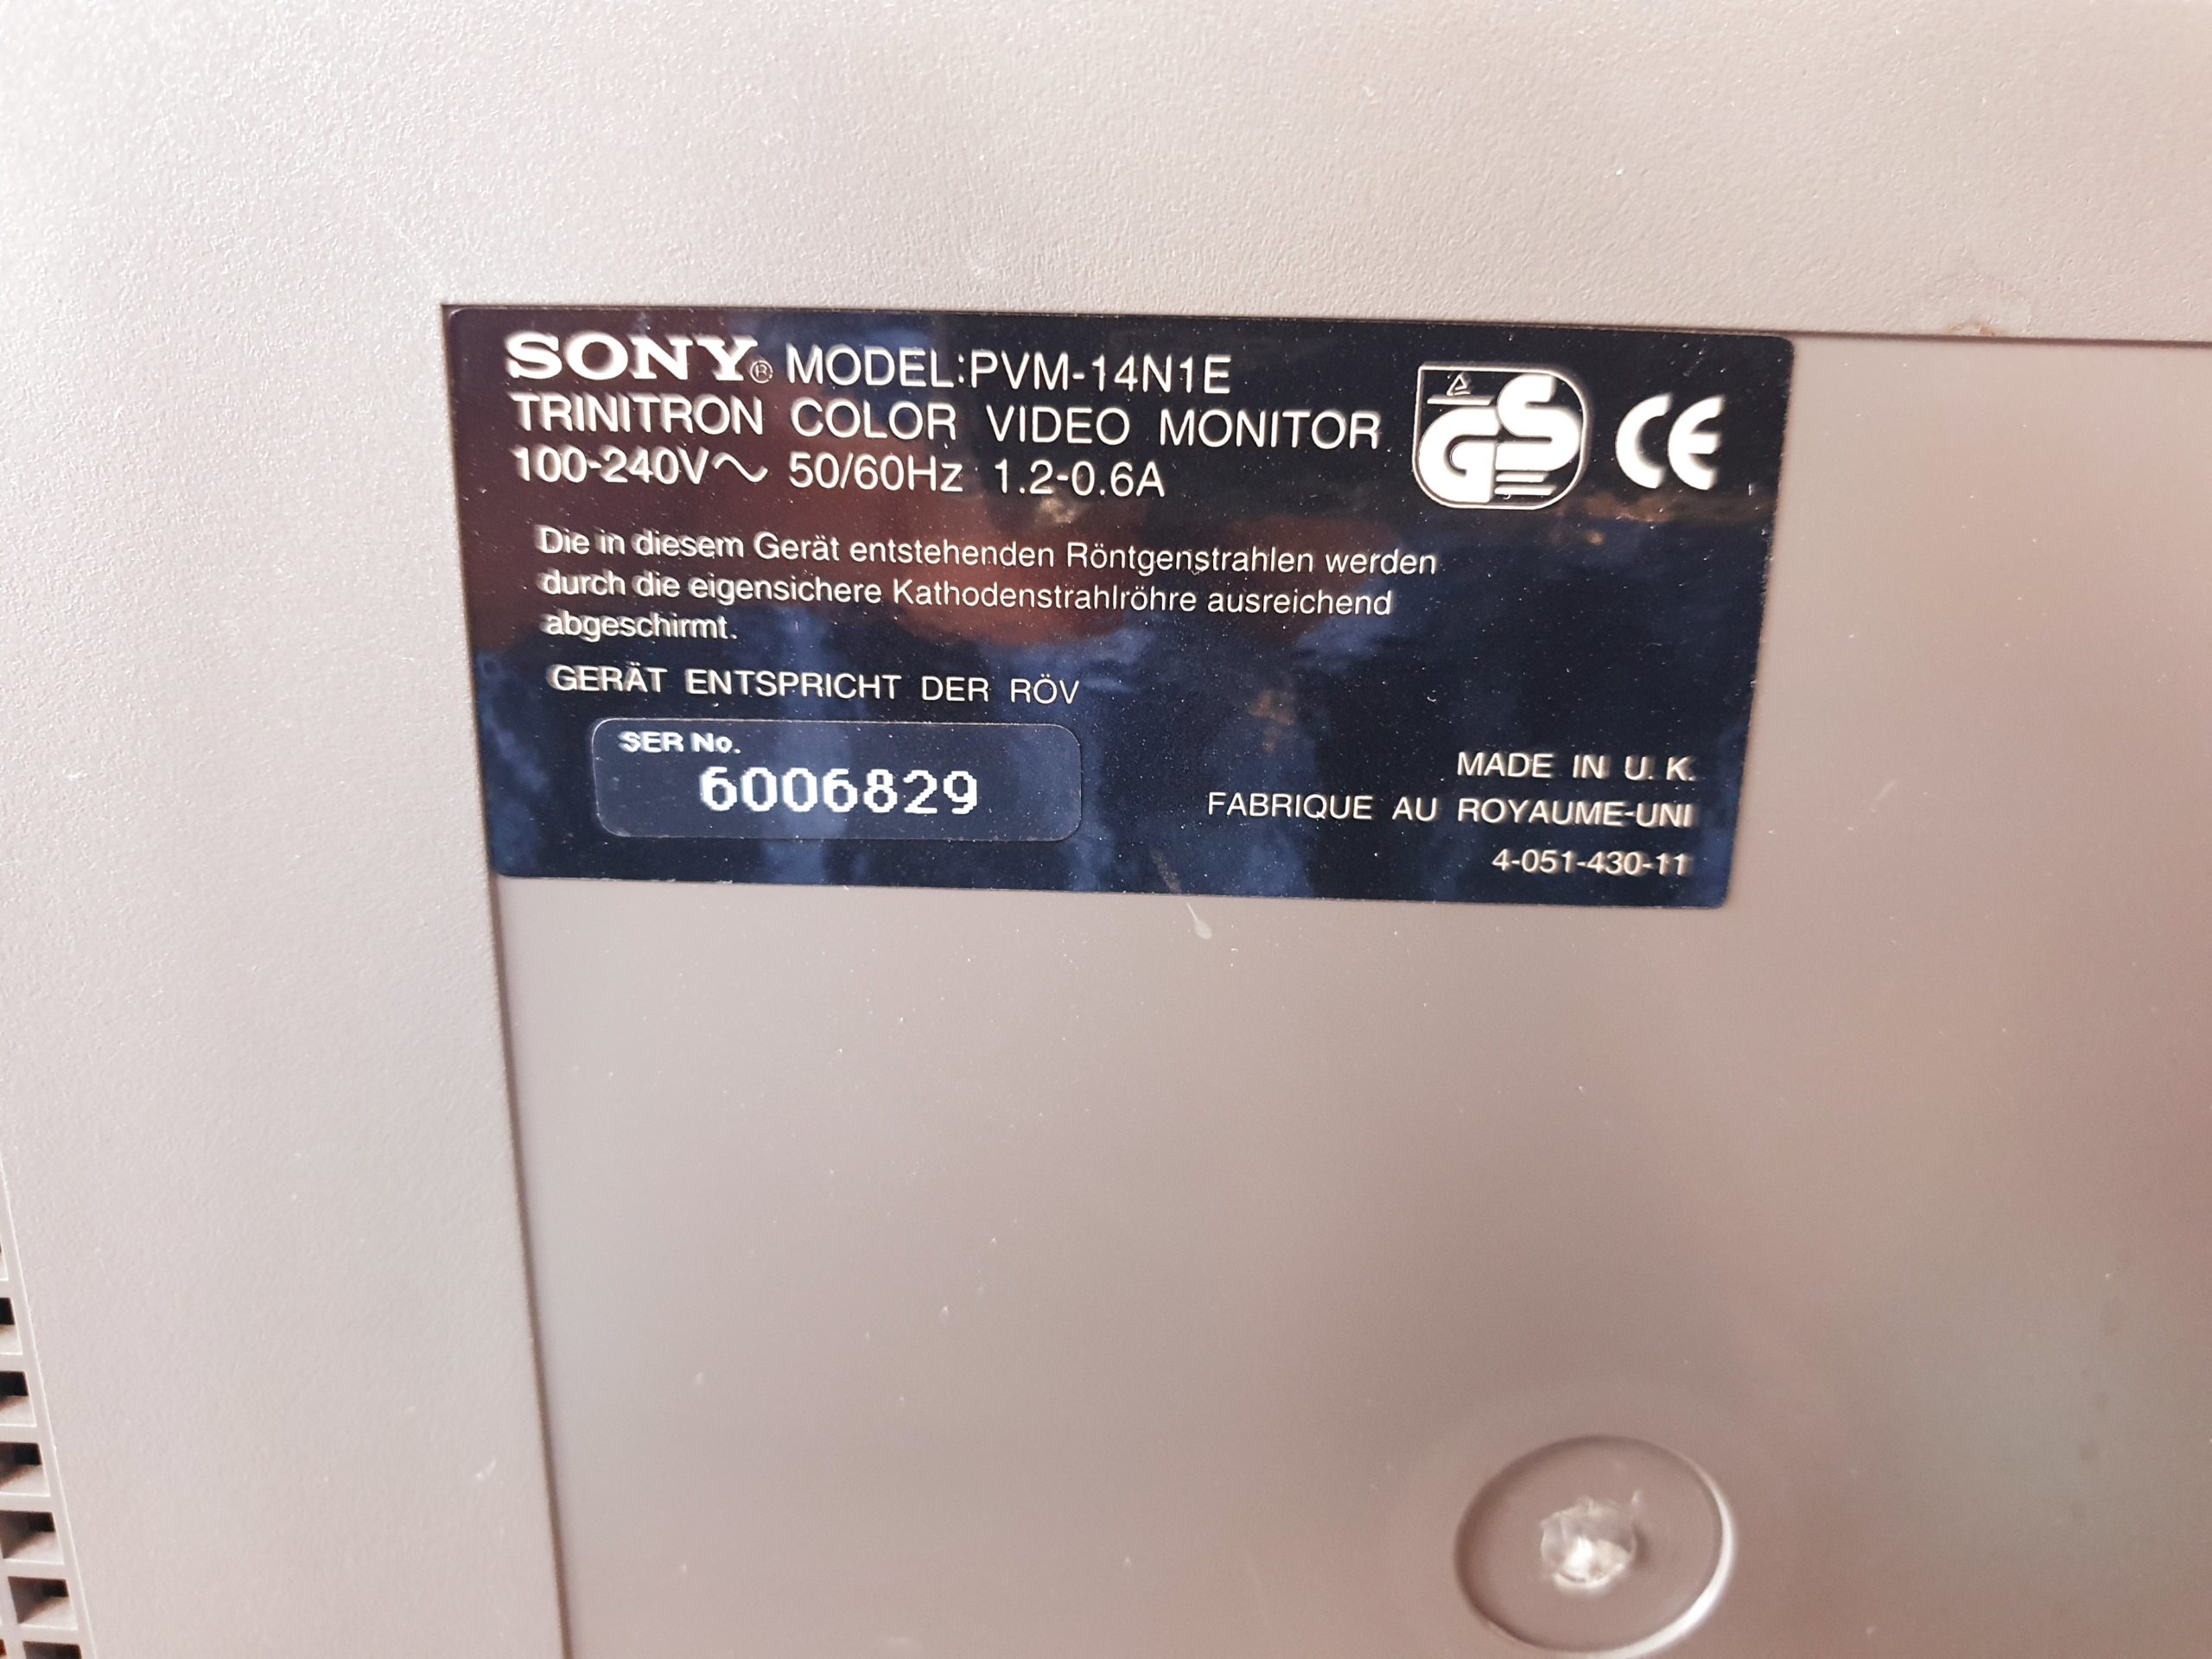 SONY® MODEL:PVM-14N1E
TRINITRON COLOR VIDEO MONITOR
100-240V~ 50/60Hz 1.2-0.6A
GS CE
Die in diesem Gerät entstehenden Röntgenstrahlen werden
durch die eigensichere Kathodenstrahlröhre ausreichend
abgeschirmt.
GERÄT ENTSPRICHT DER RÖV
SER No.
6006829
MADE IN U. K.
FABRIQUE AU ROYAUME-UNI
4-051-430-11